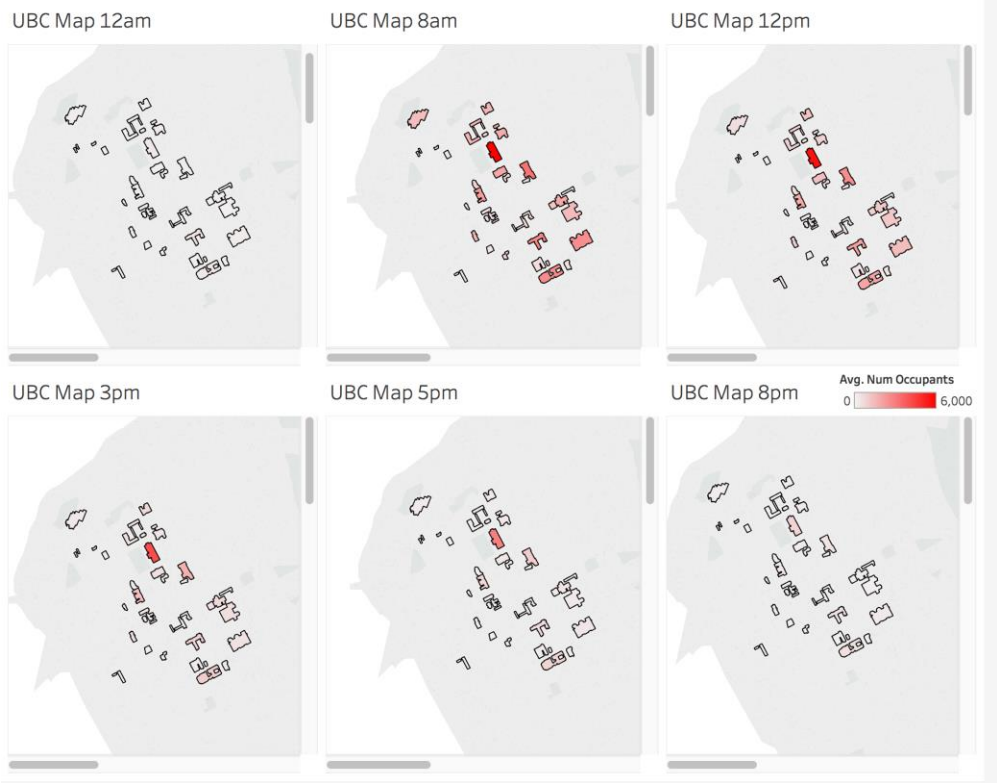 UBC Map 12am
UBC Map 8am
UBC Map 12pm
UBC Map 3pm
UBC Map 5pm
UBC Map 8pm
Avg. Num Occupants
0 6,000